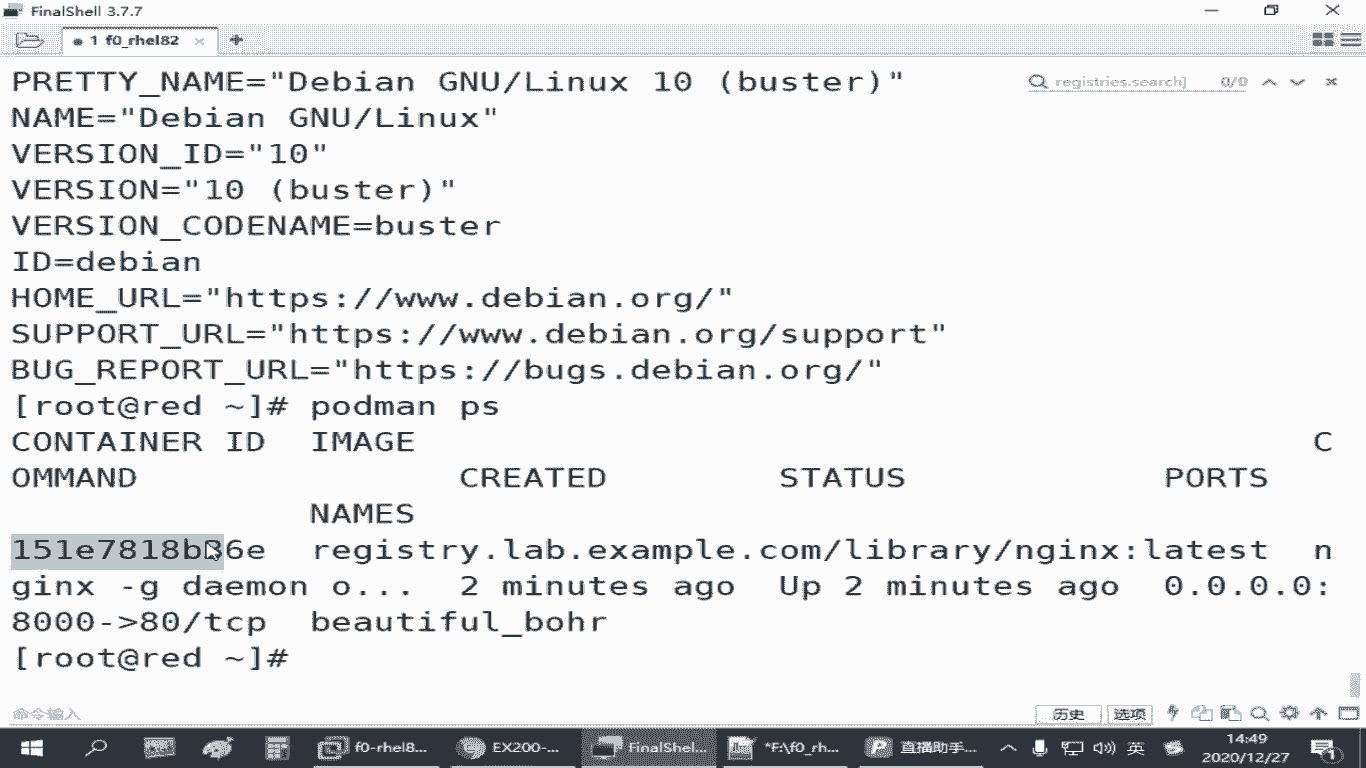 FinalShell 3.7.7
1 f0_rhel82
PRETTY_NAME="Debian GNU/Linux 10 (buster)"
registries.search]
0/0
NAME="Debian GNU/Linux"
VERSION_ID="10"
VERSION="10 (buster)"
VERSION_CODENAME=buster
ID=debian
HOME_URL="https://www.debian.org/"
SUPPORT_URL="https://www.debian.org/support"
BUG_REPORT_URL="https://bugs.debian.org/"
[root@red ~]# podman ps
CONTAINER ID  IMAGE C
OMMAND CREATED STATUS PORTS
NAMES
151e7818b36e  registry.lab.example.com/library/nginx:latest  n
ginx -g daemon o...  2 minutes ago  Up 2 minutes ago  0.0.0.0:
8000->80/tcp  beautiful_bohr
[root@red ~]#
命令输入
历史 选项
f0-rhel8... EX200-... FinalShel... *F:\f0_rh... 直播助手... 英 14:49
2020/12/27
1